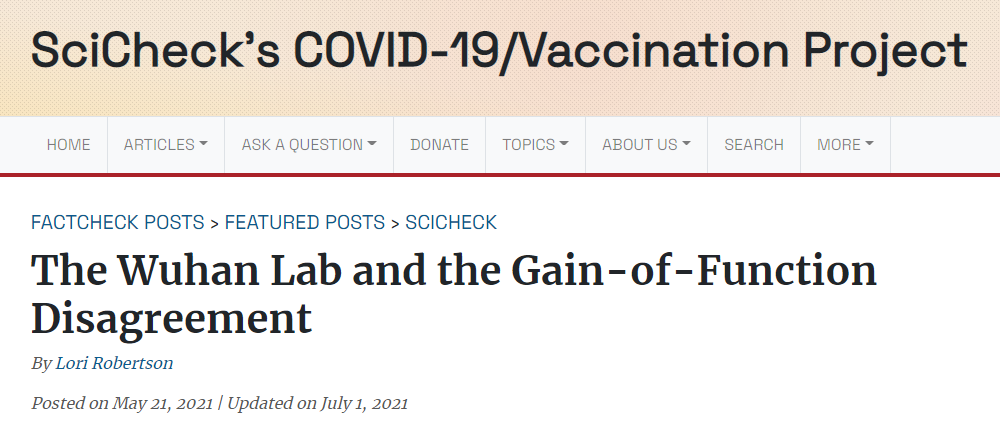 SciCheck's COVID-19/Vaccination Project
HOME ARTICLES ASK A QUESTION DONATE TOPICS ABOUT US SEARCH MORE
FACTCHECK POSTS > FEATURED POSTS > SCICHECK
The Wuhan Lab and the Gain-of-Function
Disagreement
By Lori Robertson
Posted on May 21, 2021 | Updated on July 1, 2021